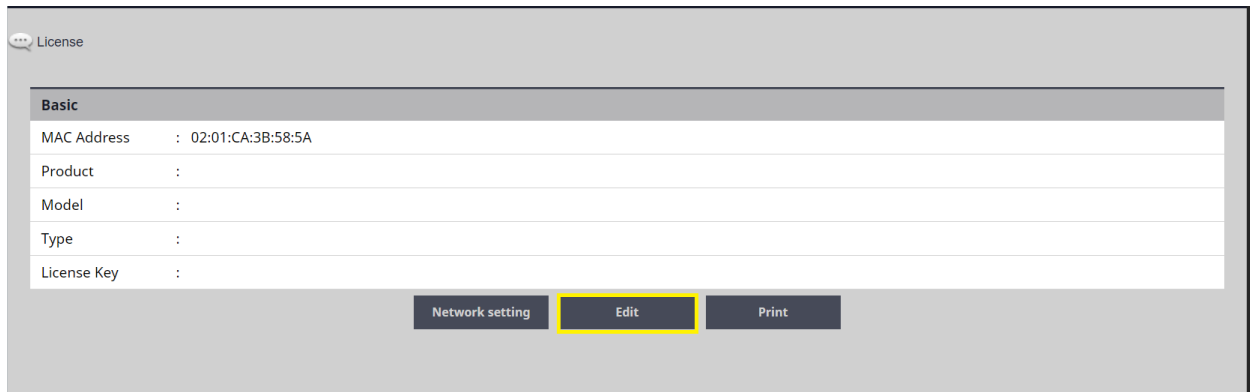 License
Basic
MAC Address : 02:01:CA:3B:58:5A
Product :
Model :
Type :
License Key :
Network setting Edit Print